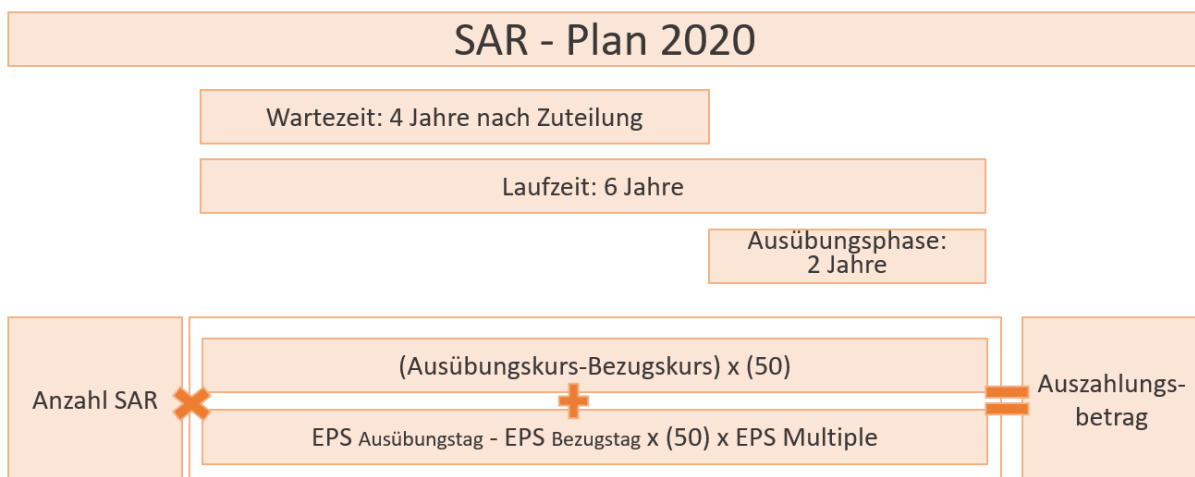 SAR - Plan 2020
Wartezeit: 4 Jahre nach Zuteilung
Laufzeit: 6 Jahre
Ausübungsphase:
2 Jahre
Anzahl SAR
(Ausübungskurs-Bezugskurs) x (50)
EPS Ausübungstag - EPS Bezugstag x (50) x EPS Multiple
Auszahlungs-
betrag